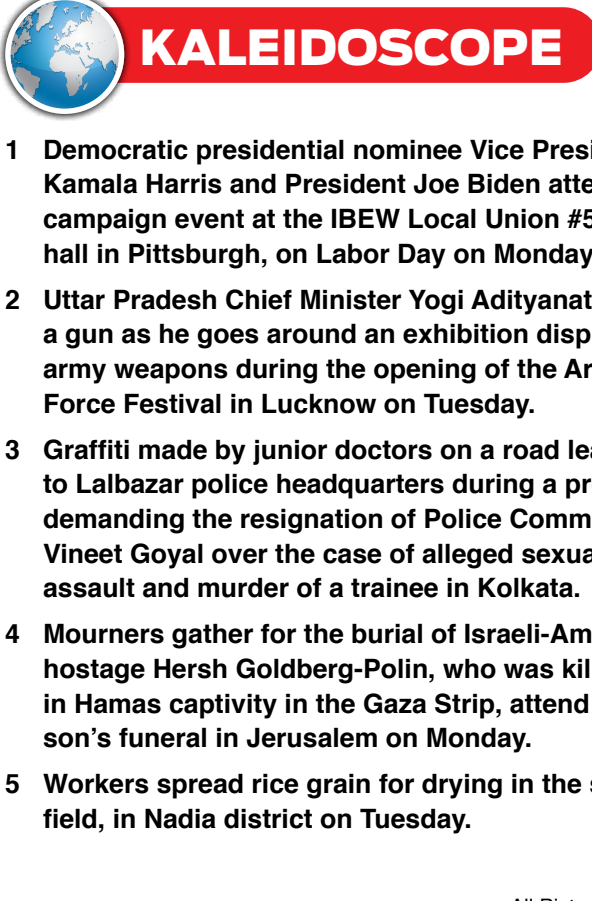 KALEIDOSCOPE
1 Democratic presidential nominee Vice Presi
Kamala Harris and President Joe Biden atte
campaign event at the IBEW Local Union #5
hall in Pittsburgh, on Labor Day on Monday
2 Uttar Pradesh Chief Minister Yogi Adityanat
a gun as he goes around an exhibition disp
army weapons during the opening of the Ar
Force Festival in Lucknow on Tuesday.
3 Graffiti made by junior doctors on a road lea
to Lalbazar police headquarters during a pr
demanding the resignation of Police Comm
Vineet Goyal over the case of alleged sexua
assault and murder of a trainee in Kolkata.
4 Mourners gather for the burial of Israeli-Am
hostage Hersh Goldberg-Polin, who was kil
in Hamas captivity in the Gaza Strip, attend
son's funeral in Jerusalem on Monday.
5 Workers spread rice grain for drying in the s
field, in Nadia district on Tuesday.